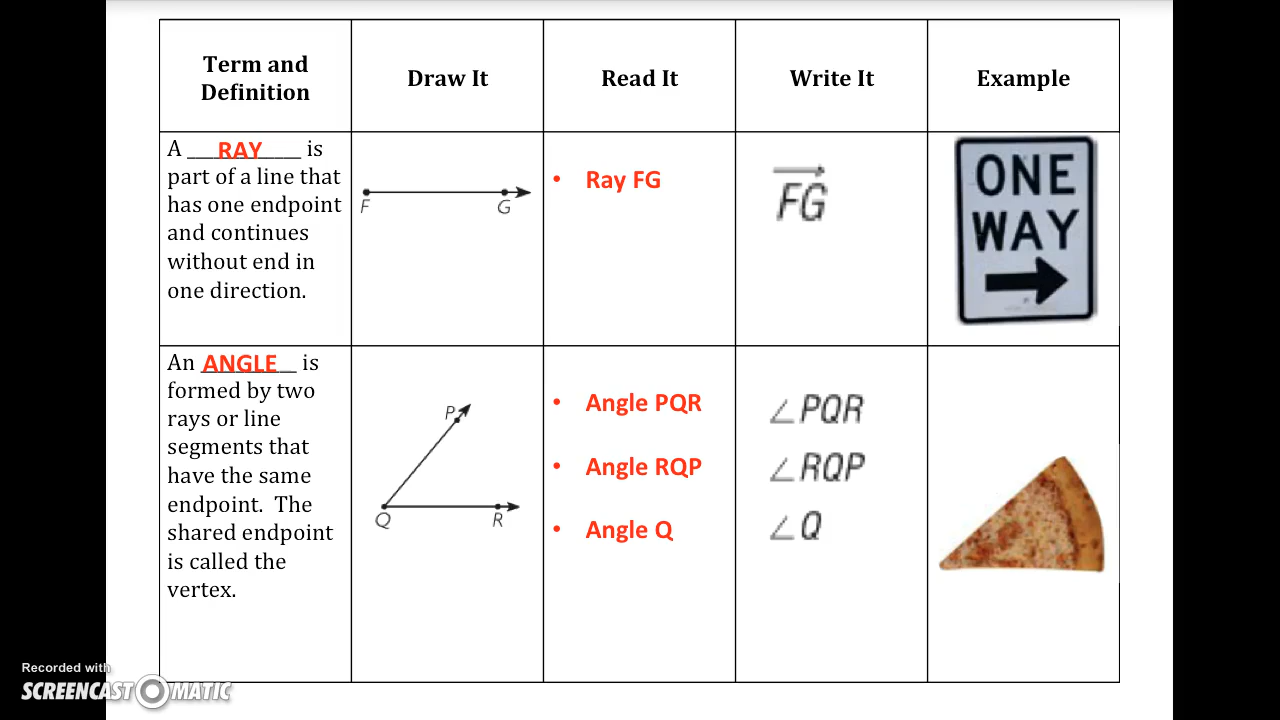 Term and
Definition
Draw It
Read It
Write It
Example
A ___RAY___ is
part of a line that
has one endpoint
and continues
without end in
one direction.
F
G
• Ray FG
FG
ONE
WAY
An ANGLE_ is
formed by two
rays or line
segments that
have the same
endpoint. The
shared endpoint
is called the
vertex.
P
Q
R
• Angle PQR
• Angle RQP
• Angle Q
∠PQR
∠RQP
∠Q
Recorded with
SCREENCAST-O-MATIC